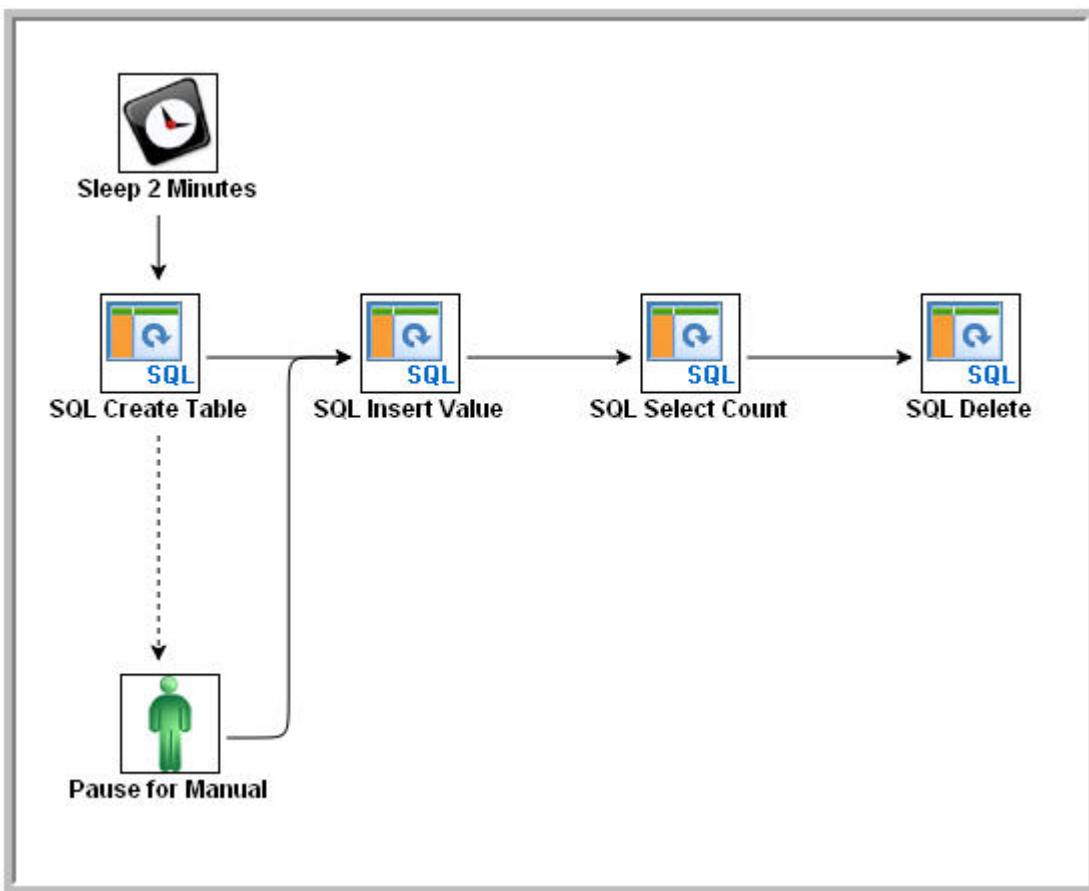 Sleep 2 Minutes
SQL
SQL
SQL
SQL
SQL Create Table
SQL Insert Value
SQL Select Count
SQL Delete
Pause for Manual